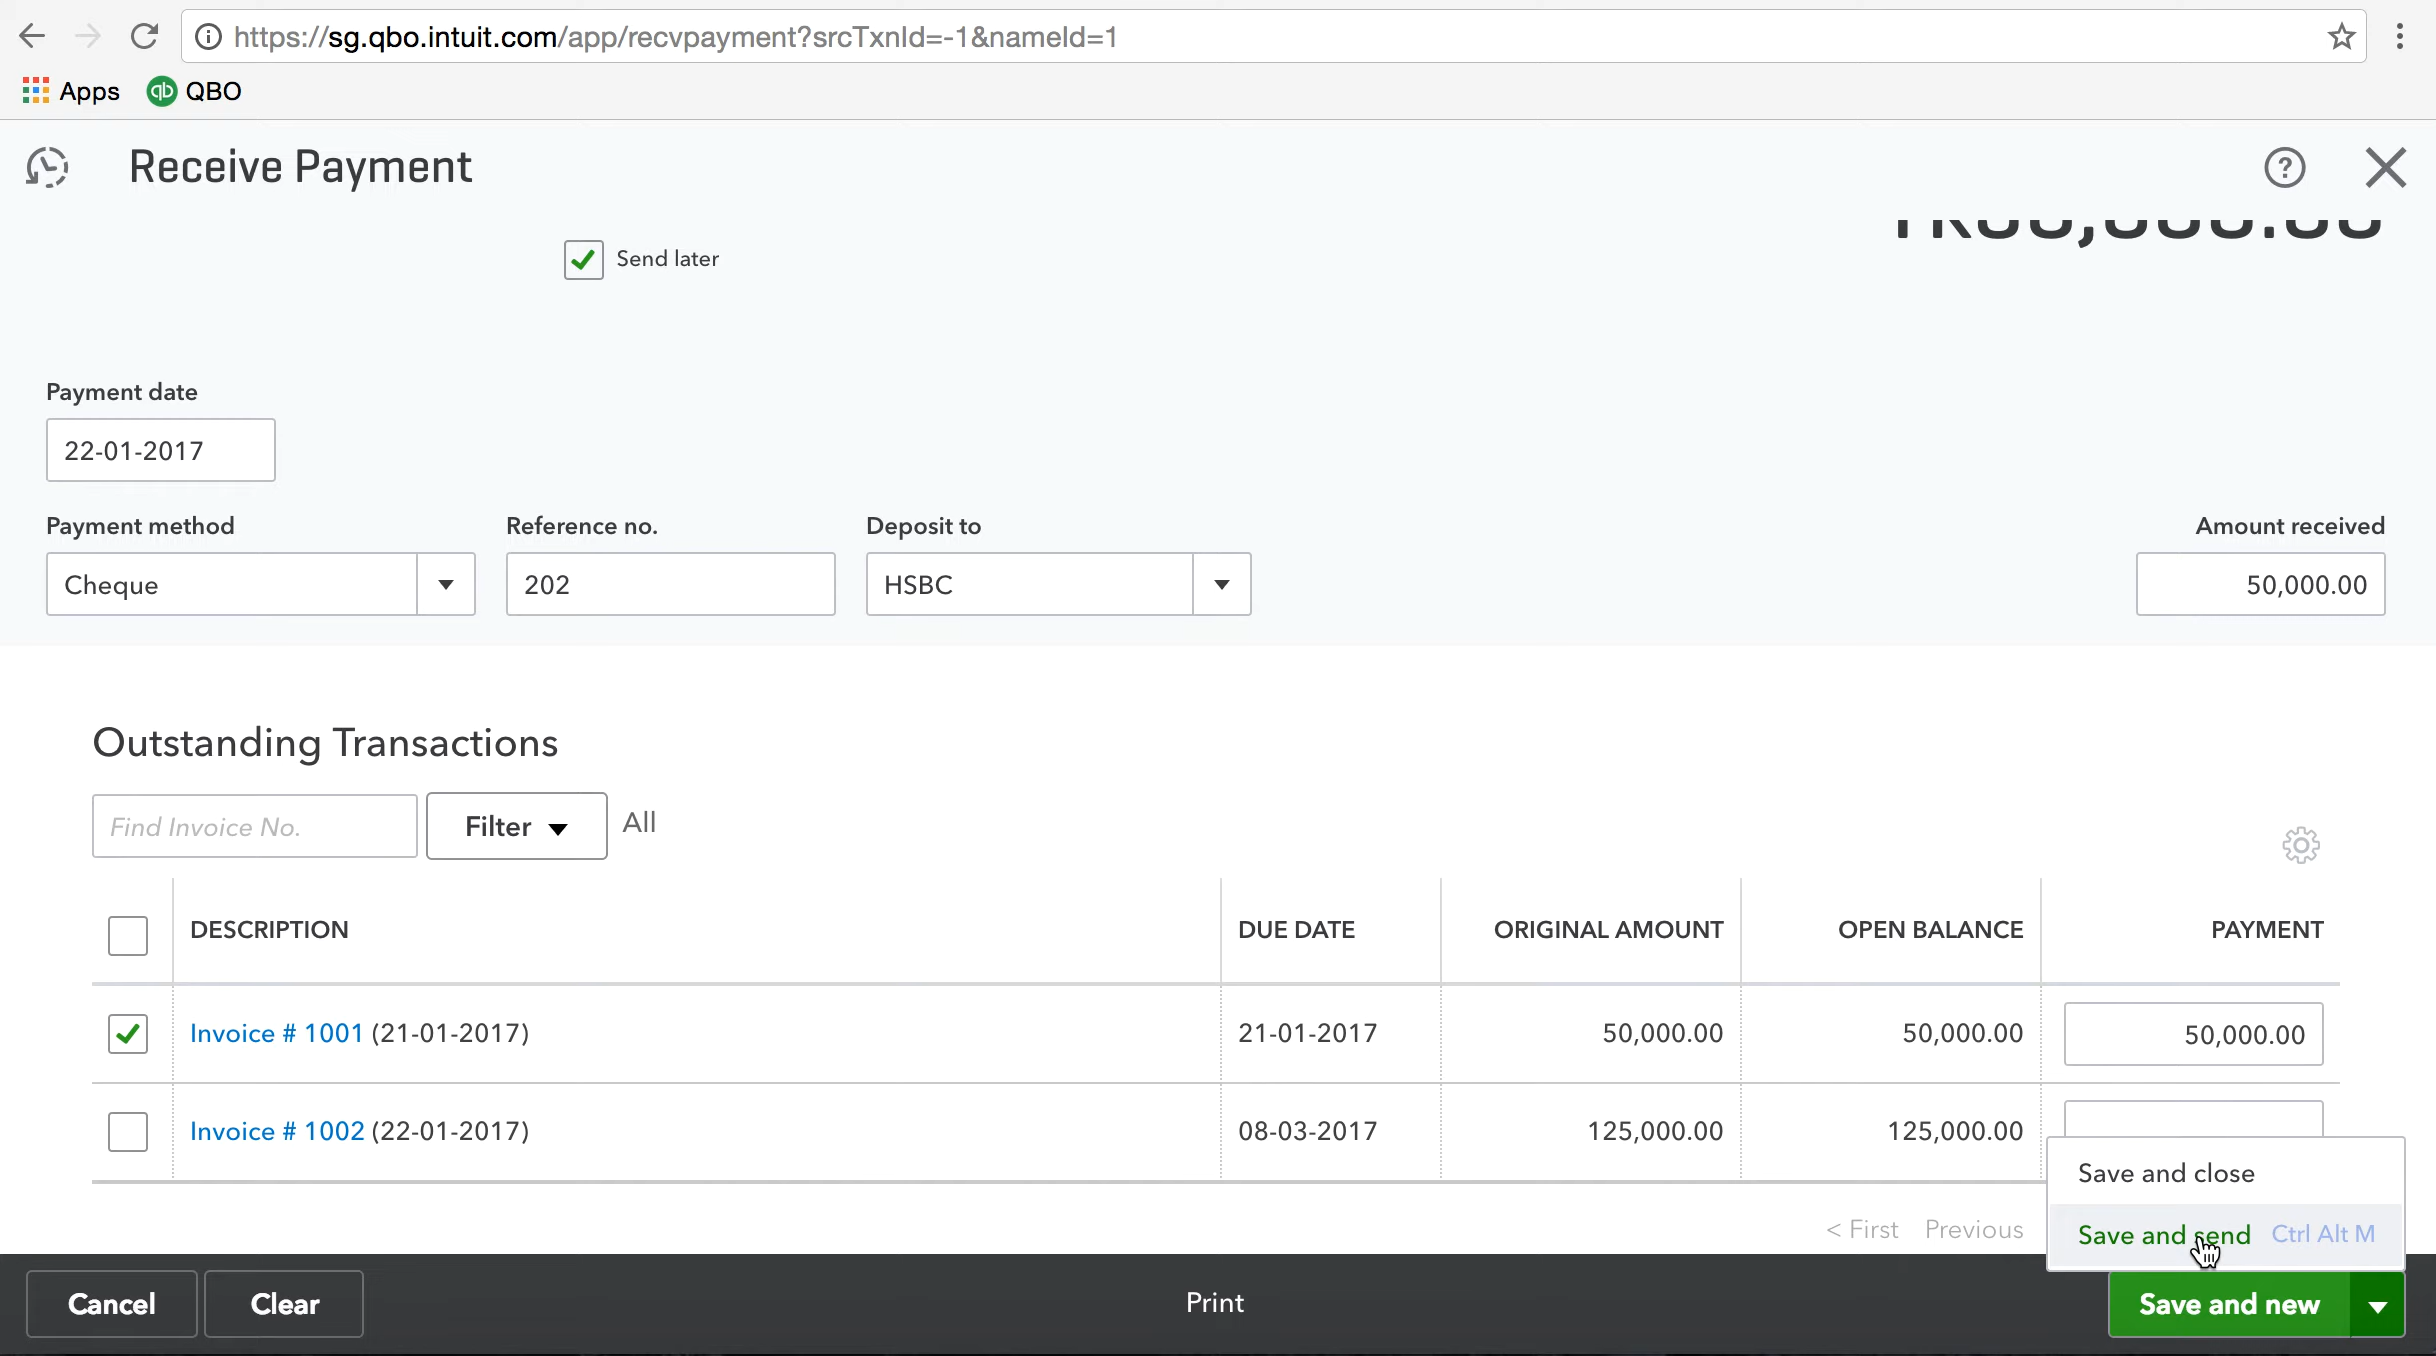 https://sg.qbo.intuit.com/app/recvpayment?srcTxnId=-1&nameId=1
Apps QBO
Receive Payment
Send later
Payment date
22-01-2017
Payment method Reference no. Deposit to Amount received
Cheque 202 HSBC 50,000.00
Outstanding Transactions
Find Invoice No. Filter All
DESCRIPTION DUE DATE ORIGINAL AMOUNT OPEN BALANCE PAYMENT
Invoice # 1001 (21-01-2017) 21-01-2017 50,000.00 50,000.00 50,000.00
Invoice # 1002 (22-01-2017) 08-03-2017 125,000.00 125,000.00
Save and close
< First Previous Save and send Ctrl Alt M
Cancel Clear Print Save and new